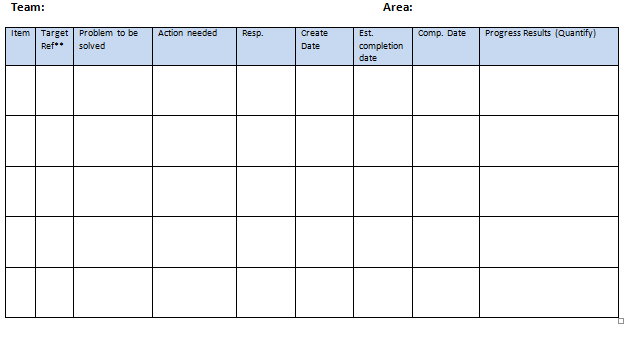 Team: Area:
Item Target Ref** Problem to be solved Action needed Resp. Create Date Est. completion date Comp. Date Progress Results (Quantify)